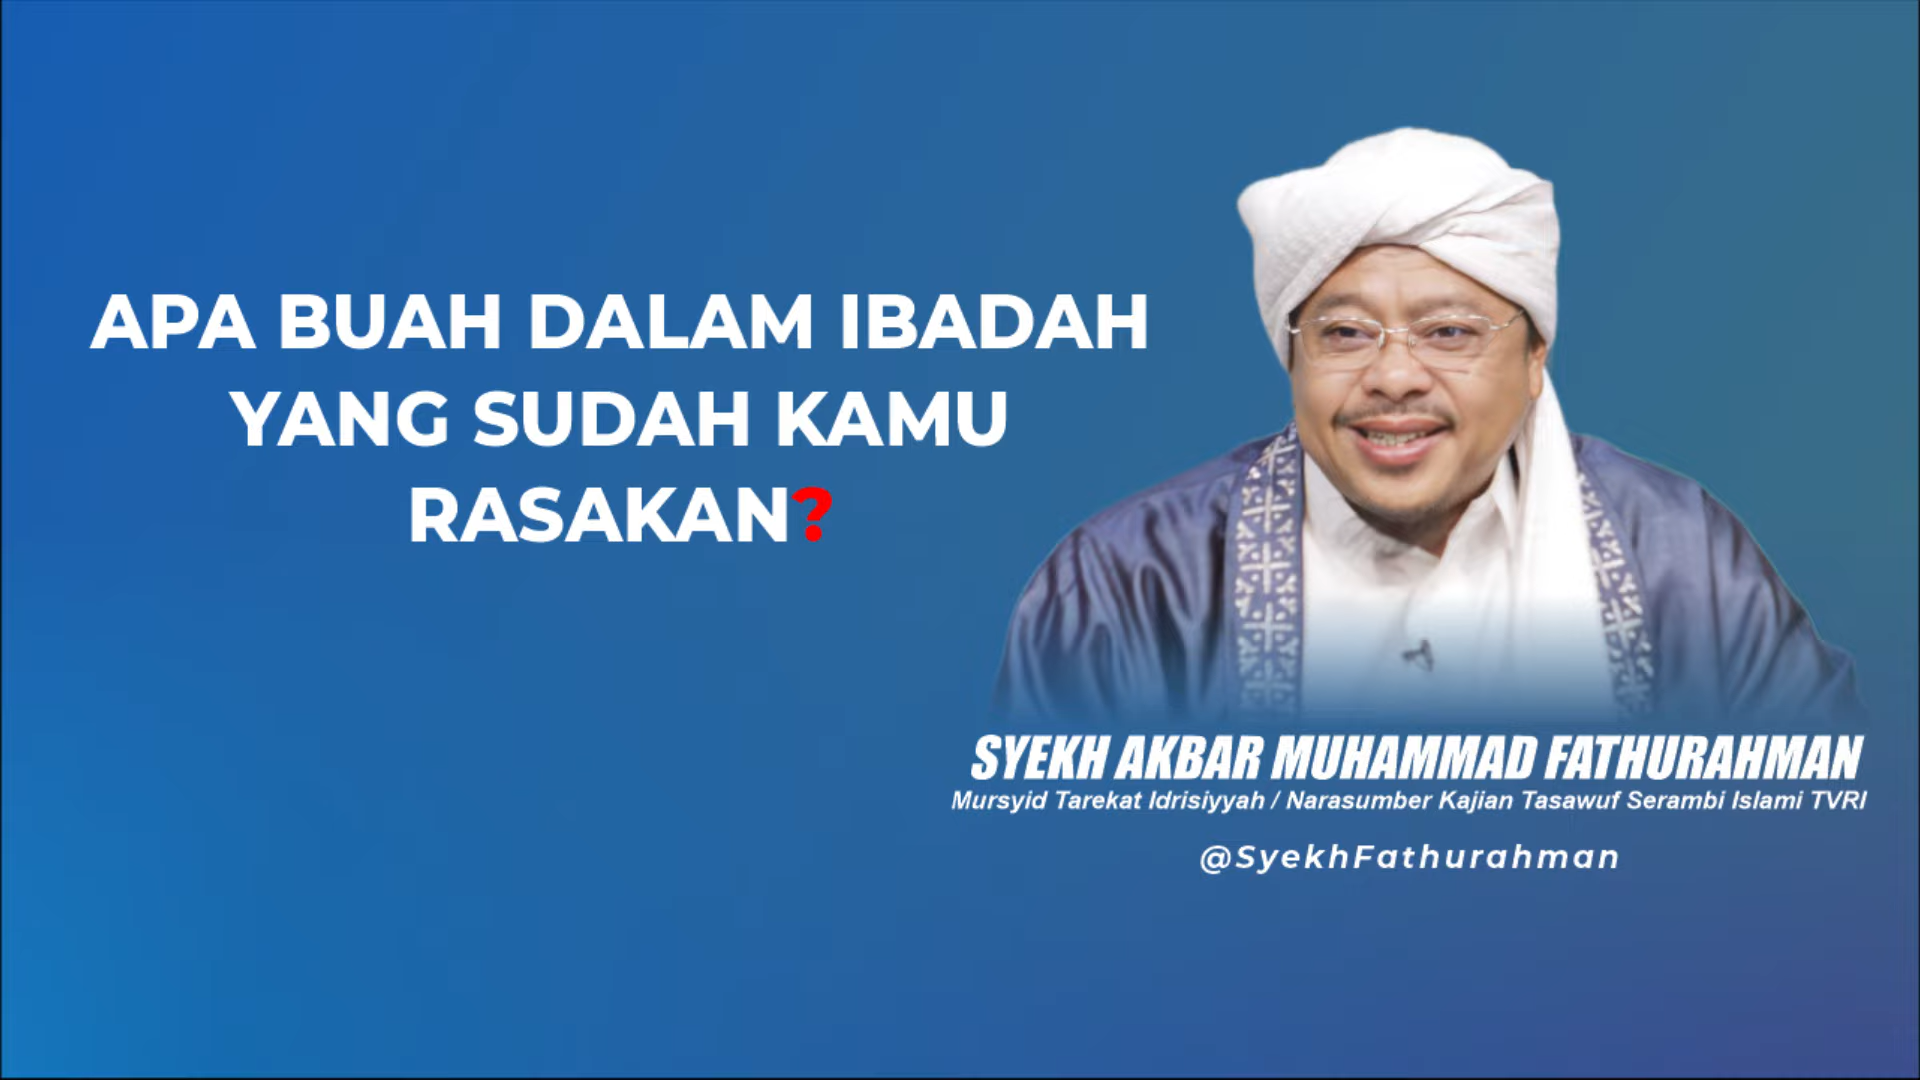 APA BUAH DALAM IBADAH
YANG SUDAH KAMU
RASAKAN?
SYEKH AKBAR MUHAMMAD FATHURAHMAN
Mursyid Tarekat Idrisiyyah / Narasumber Kajian Tasawuf Serambi Islami TVRI
@SyekhFathurahman